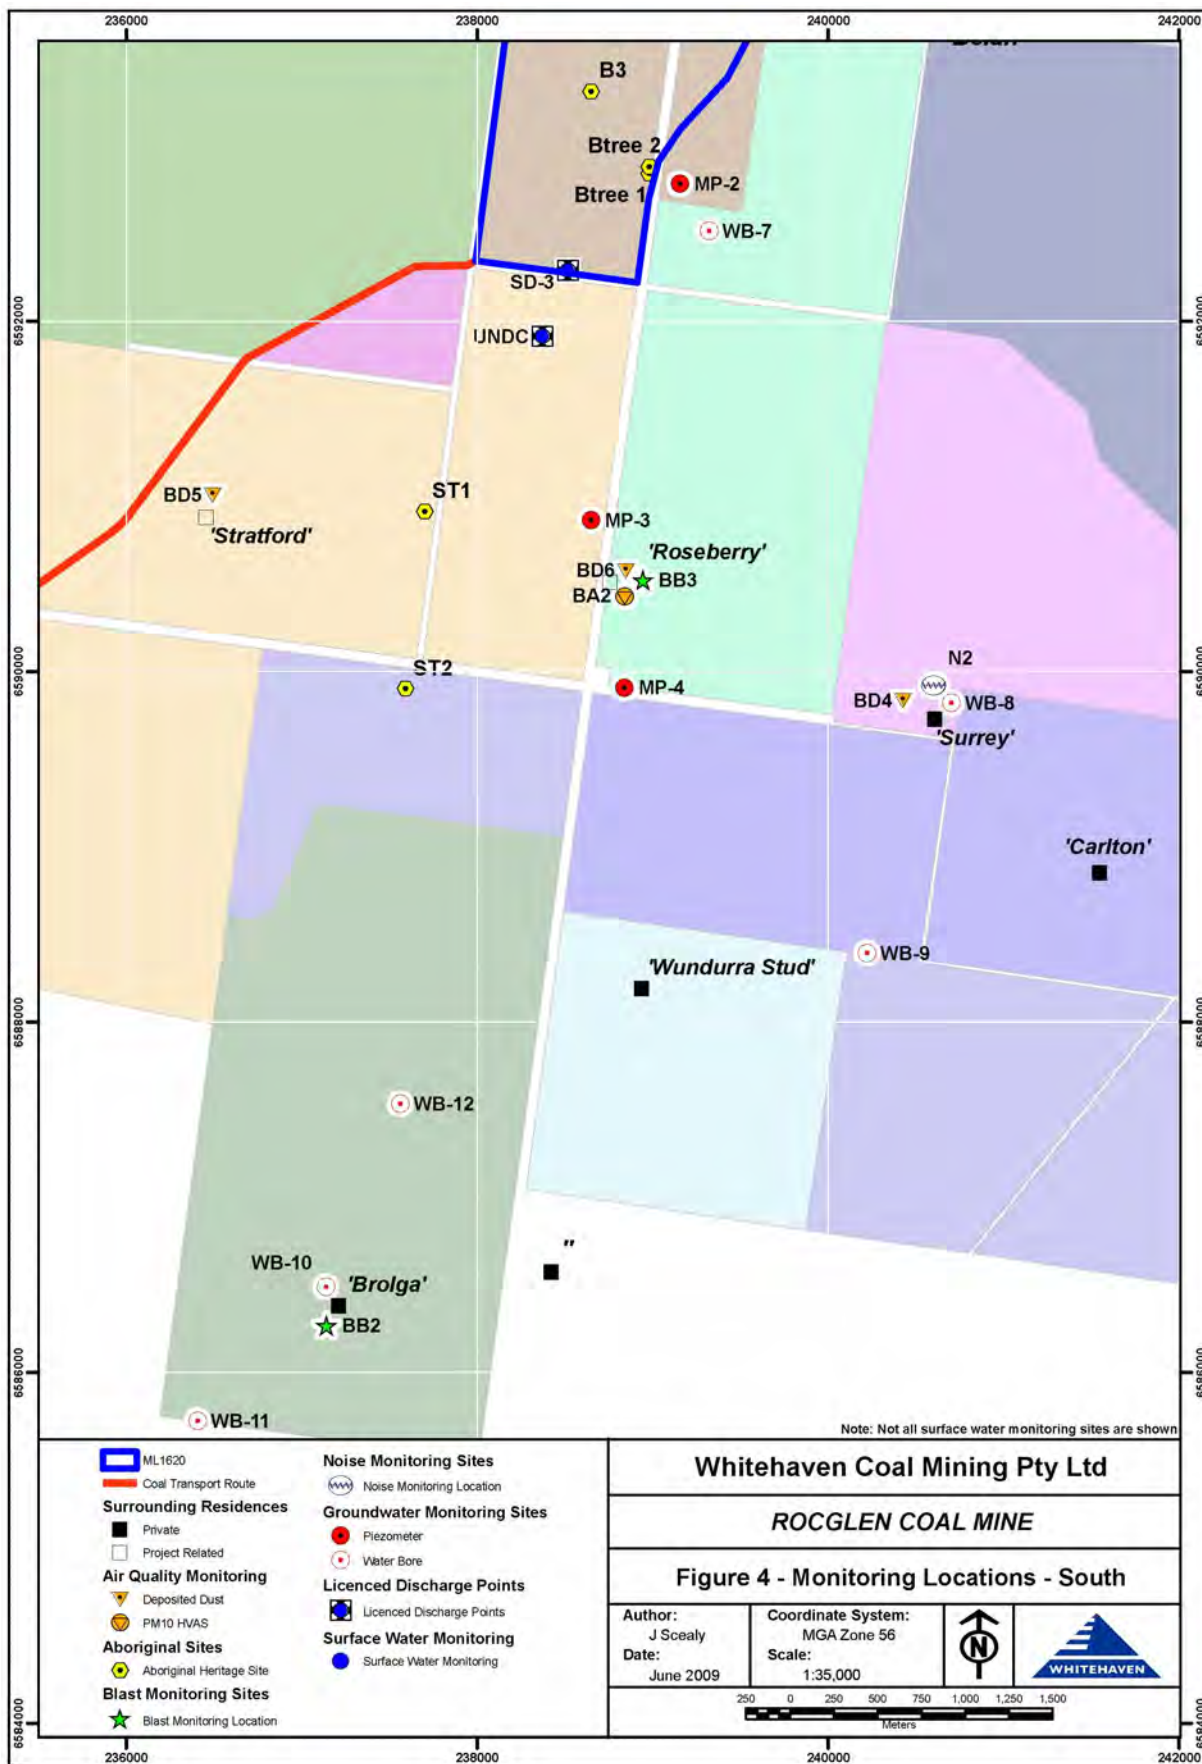 236000
238000
240000
242000
B3
Btree 2
Btree 1
MP-2
WB-7
SD-3
6592000
6592000
UNDC
BD5
'Stratford'
ST1
MP-3
'Roseberry'
BD6
BB3
BA2
ST2
MP-4
6590000
6590000
N2
BD4
WB-8
'Surrey'
'Carlton'
WB-9
'Wundurra Stud'
6588000
6588000
WB-12
"
WB-10
'Brolga'
BB2
6586000
6586000
WB-11
Note: Not all surface water monitoring sites are shown
ML1620
Coal Transport Route
Surrounding Residences
Private
Project Related
Air Quality Monitoring
Deposited Dust
PM10 HVAS
Aboriginal Sites
Aboriginal Heritage Site
Blast Monitoring Sites
Blast Monitoring Location
Noise Monitoring Sites
Noise Monitoring Location
Groundwater Monitoring Sites
Piezometer
Water Bore
Licenced Discharge Points
Licenced Discharge Points
Surface Water Monitoring
Surface Water Monitoring
Whitehaven Coal Mining Pty Ltd
ROCGLEN COAL MINE
Figure 4 - Monitoring Locations - South
Author:
J Scealy
Date:
June 2009
Coordinate System:
MGA Zone 56
Scale:
1:35,000
N
WHITEHAVEN
250 0 250 500 750 1,000 1,250 1,500
Meters
6584000
6584000
236000
238000
240000
242000